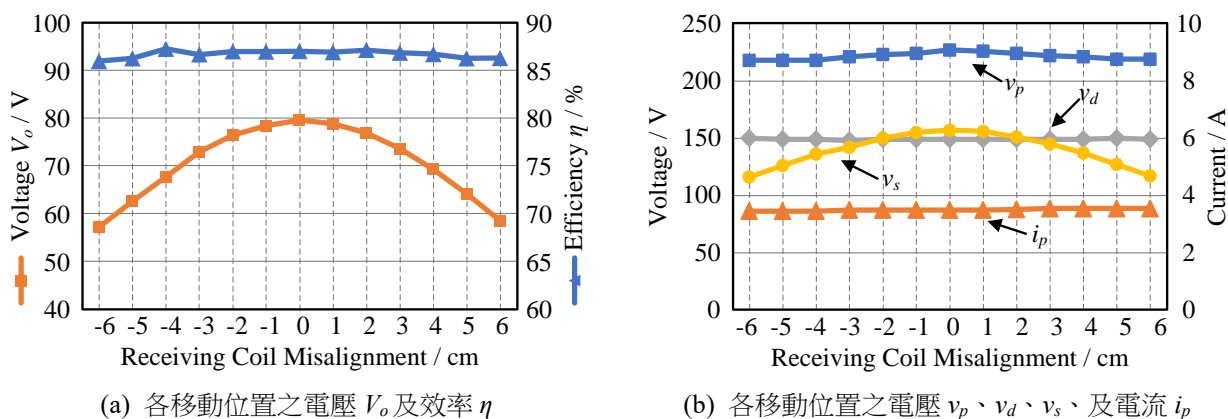 Voltage Vₒ / V
100
90
80
70
60
50
40
90
85
80
75
70
65
60
Efficiency η / %
-6 -5 -4 -3 -2 -1 0 1 2 3 4 5 6
Receiving Coil Misalignment / cm
(a) 各移動位置之電壓 Vₒ 及效率 η
Voltage / V
250
200
150
100
50
0
10
8
6
4
2
0
Current / A
vₚ
v_d
vₛ
iₚ
-6 -5 -4 -3 -2 -1 0 1 2 3 4 5 6
Receiving Coil Misalignment / cm
(b) 各移動位置之電壓 vₚ、v_d、vₛ、及電流 iₚ